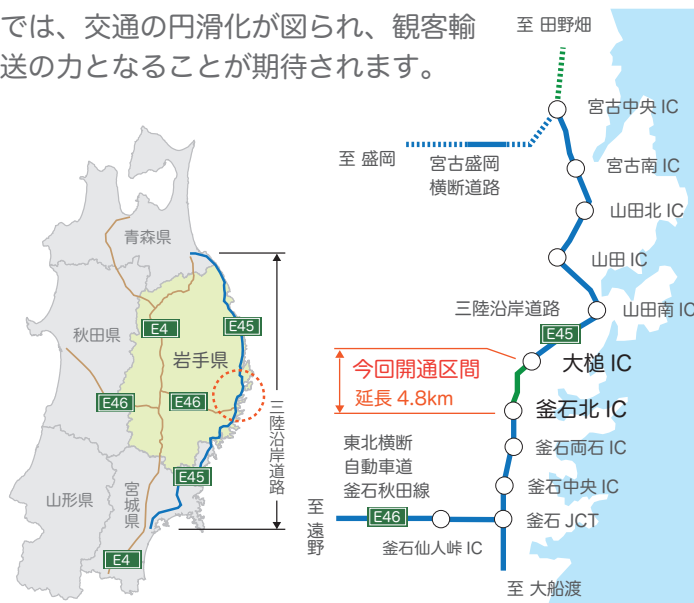 では、交通の円滑化が図られ、観客輸
送の力となることが期待されます。
至 田野畑
宮古中央 IC
至 盛岡
宮古盛岡
横断道路
宮古南 IC
山田北 IC
山田 IC
三陸沿岸道路
山田南 IC
E45
今回開通区間
延長 4.8km
大槌 IC
釜石北 IC
東北横断
自動車道
釜石秋田線
釜石両石 IC
釜石中央 IC
至 遠野
E46
釜石 JCT
釜石仙人峠 IC
至 大船渡
青森県
秋田県
E4
E45
岩手県
E46
E46
三陸沿岸道路
E45
山形県
宮城県
E4